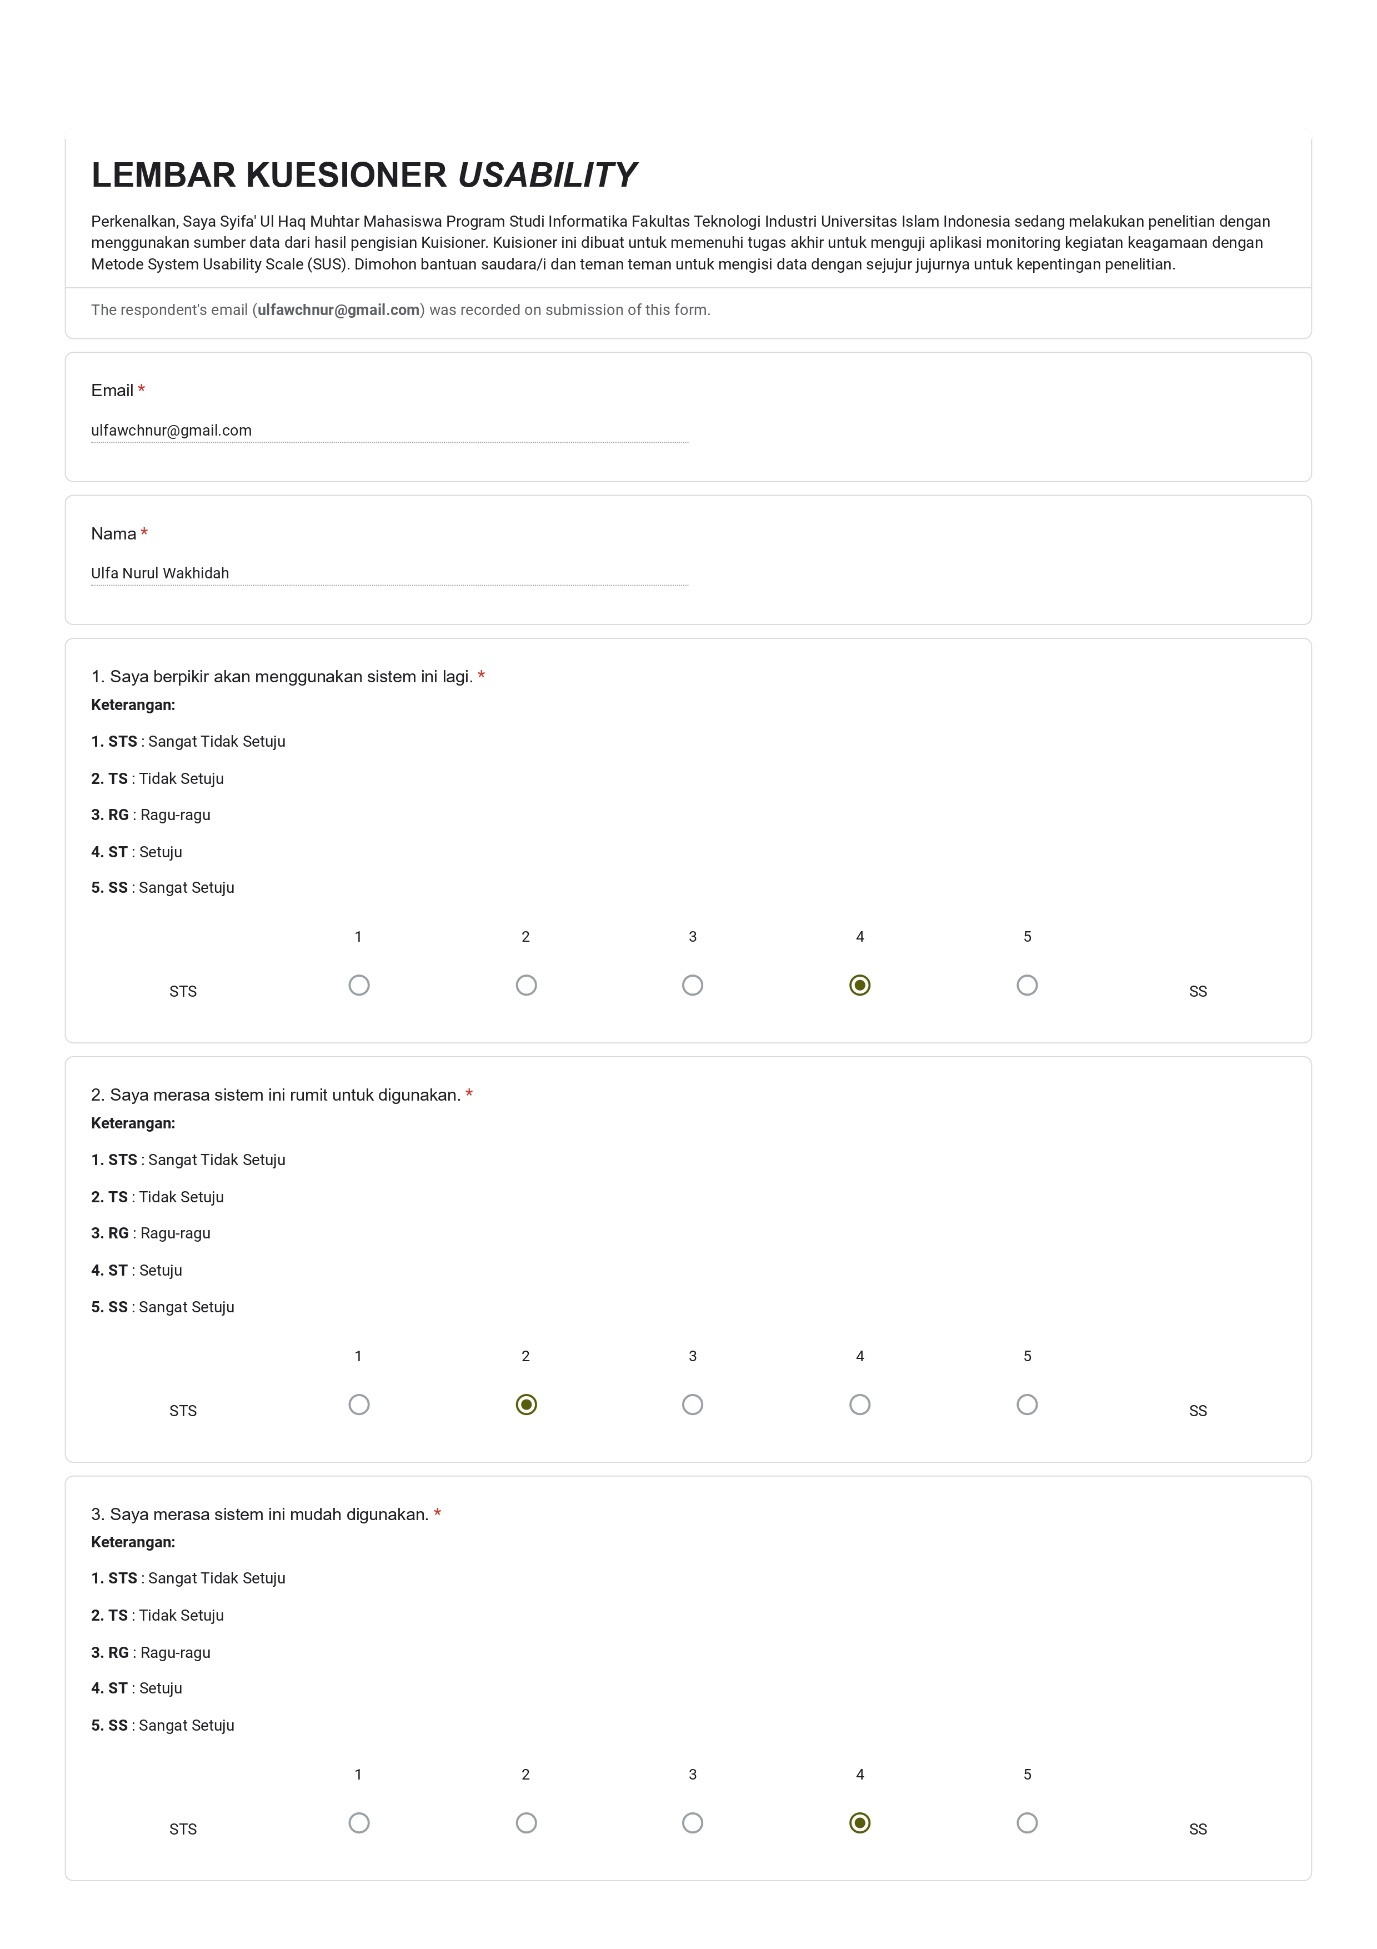 LEMBAR KUESIONER USABILITY
Perkenalkan, Saya Syifa' Ul Haq Muhtar Mahasiswa Program Studi Informatika Fakultas Teknologi Industri Universitas Islam Indonesia sedang melakukan penelitian dengan
menggunakan sumber data dari hasil pengisian Kuisioner. Kuisioner ini dibuat untuk memenuhi tugas akhir untuk menguji aplikasi monitoring kegiatan keagamaan dengan
Metode System Usability Scale (SUS). Dimohon bantuan saudara/i dan teman teman untuk mengisi data dengan sejujur jujurnya untuk kepentingan penelitian.
The respondent's email (ulfawchnur@gmail.com) was recorded on submission of this form.
Email *
ulfawchnur@gmail.com
Nama *
Ulfa Nurul Wakhidah
1. Saya berpikir akan menggunakan sistem ini lagi. *
Keterangan:
1. STS : Sangat Tidak Setuju
2. TS : Tidak Setuju
3. RG : Ragu-ragu
4. ST : Setuju
5. SS : Sangat Setuju
1 2 3 4 5
STS SS
2. Saya merasa sistem ini rumit untuk digunakan. *
Keterangan:
1. STS : Sangat Tidak Setuju
2. TS : Tidak Setuju
3. RG : Ragu-ragu
4. ST : Setuju
5. SS : Sangat Setuju
1 2 3 4 5
STS SS
3. Saya merasa sistem ini mudah digunakan. *
Keterangan:
1. STS : Sangat Tidak Setuju
2. TS : Tidak Setuju
3. RG : Ragu-ragu
4. ST : Setuju
5. SS : Sangat Setuju
1 2 3 4 5
STS SS